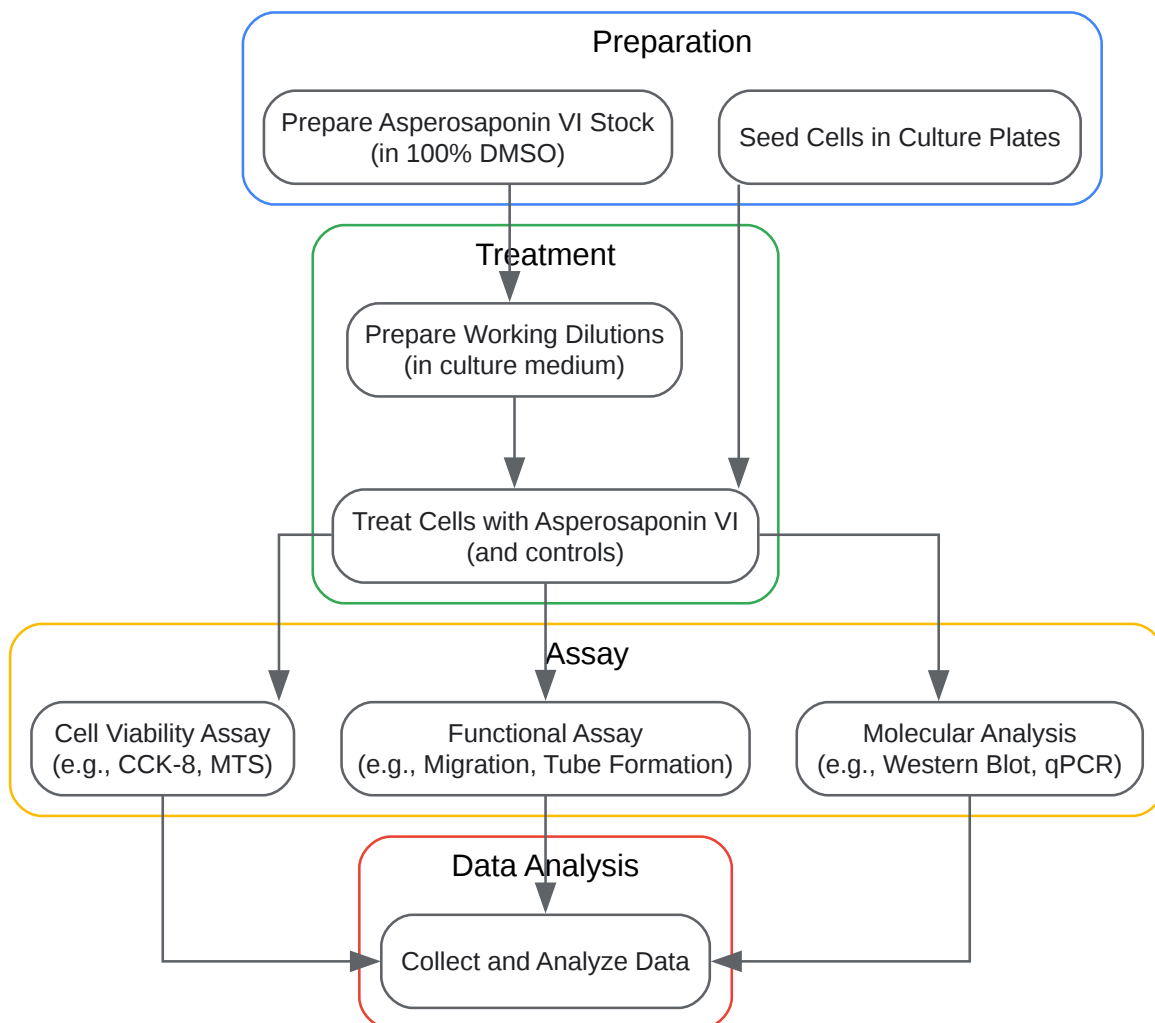 Preparation
Prepare Asperosaponin VI Stock
(in 100% DMSO)
Seed Cells in Culture Plates
Treatment
Prepare Working Dilutions
(in culture medium)
Treat Cells with Asperosaponin VI
(and controls)
Assay
Cell Viability Assay
(e.g., CCK-8, MTS)
Functional Assay
(e.g., Migration, Tube Formation)
Molecular Analysis
(e.g., Western Blot, qPCR)
Data Analysis
Collect and Analyze Data